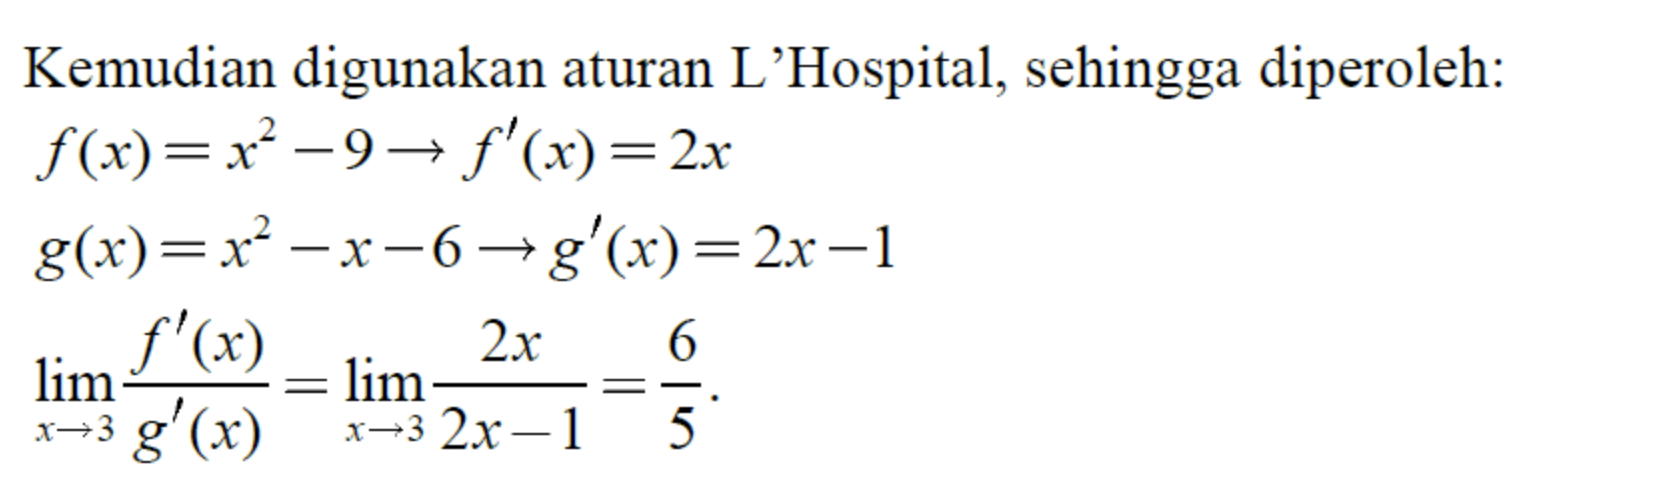 Kemudian digunakan aturan L’Hospital, sehingga diperoleh:
f(x) = x² − 9 → f′(x) = 2x
g(x) = x² − x − 6 → g′(x) = 2x − 1
lim_{x→3} f′(x)/g′(x) = lim_{x→3} 2x/(2x − 1) = 6/5.